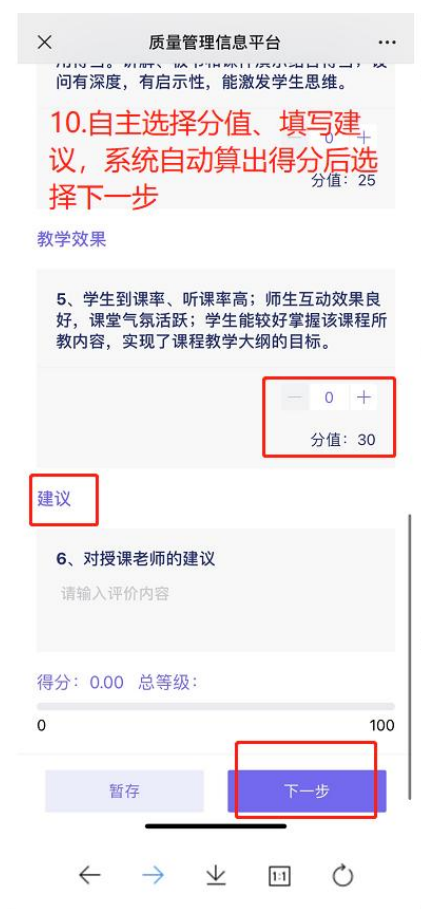 质量管理信息平台
问有深度，有启示性，能激发学生思维。
10.自主选择分值、填写建
议，系统自动算出得分后选
择下一步
0 +
分值：25
教学效果
5、学生到课率、听课率高；师生互动效果良
好，课堂气氛活跃；学生能较好掌握该课程所
教内容，实现了课程教学大纲的目标。
— 0 +
分值：30
建议
6、对授课老师的建议
请输入评价内容
得分：0.00 总等级：
0 100
暂存 下一步
1:1